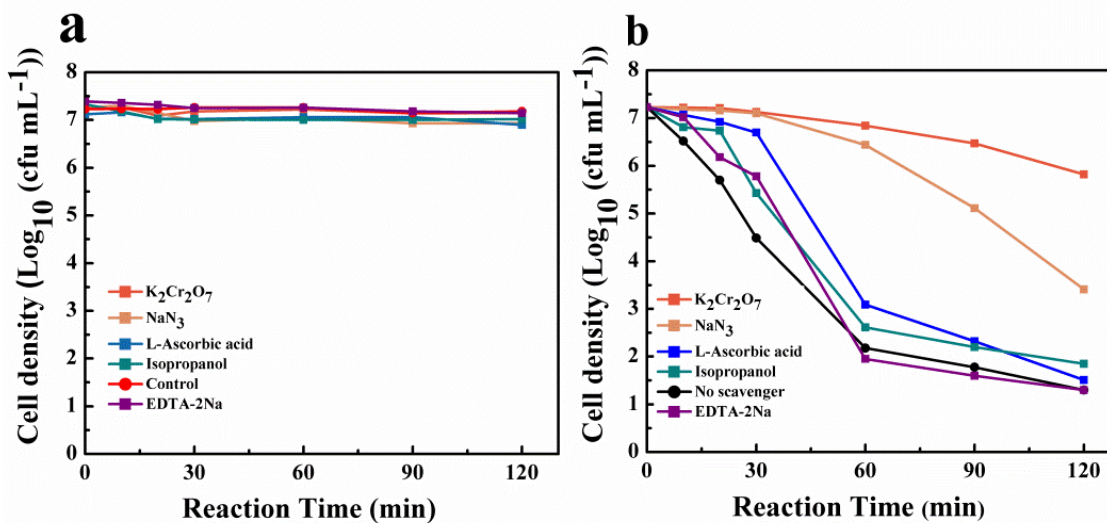 a
Cell density (Log10 (cfu mL-1))
8
7
6
5
4
3
2
1
0
K2Cr2O7
NaN3
L-Ascorbic acid
Isopropanol
Control
EDTA-2Na
0 30 60 90 120
Reaction Time (min)
b
Cell density (Log10 (cfu mL-1))
8
7
6
5
4
3
2
1
0
K2Cr2O7
NaN3
L-Ascorbic acid
Isopropanol
No scavenger
EDTA-2Na
0 30 60 90 120
Reaction Time (min)